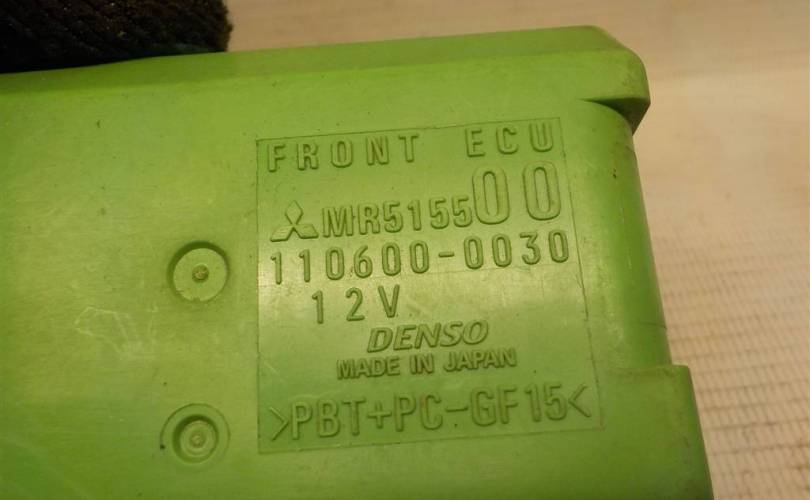 FRONT ECU
MR515500
110600-0030
12V
DENSO
MADE IN JAPAN
>PBT+PC-GF15<